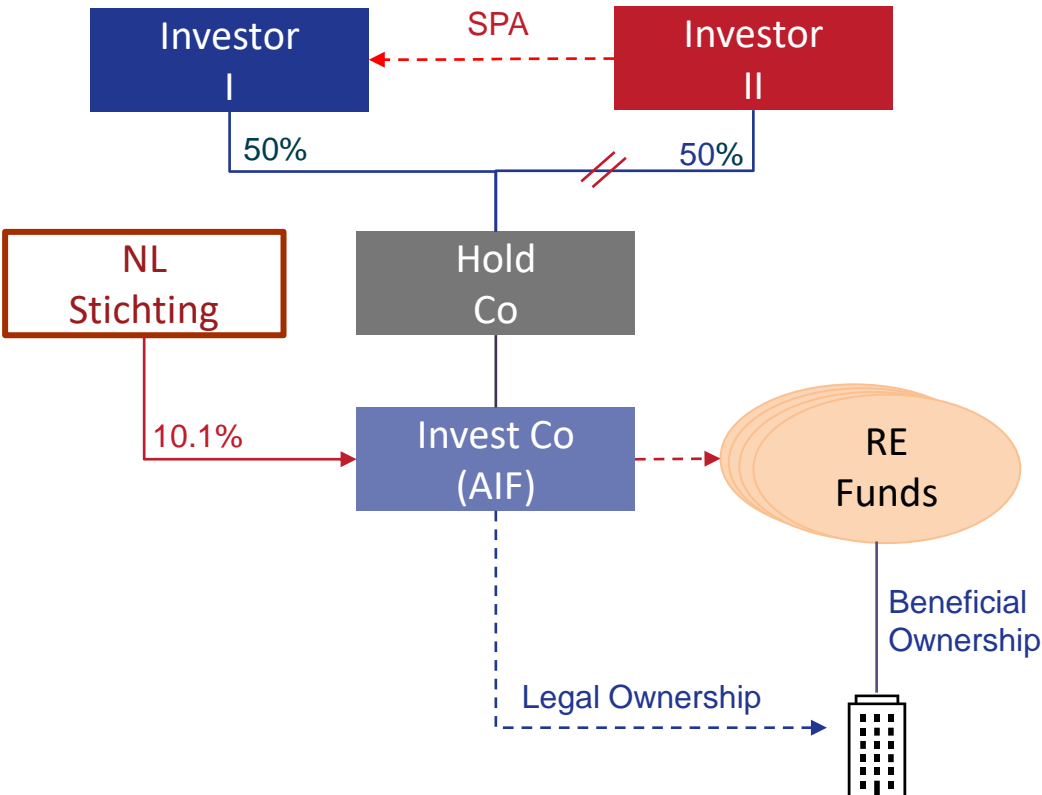 Investor
I
SPA
Investor
II
50%
50%
NL
Stichting
Hold
Co
10.1%
Invest Co
(AIF)
RE
Funds
Beneficial
Ownership
Legal Ownership